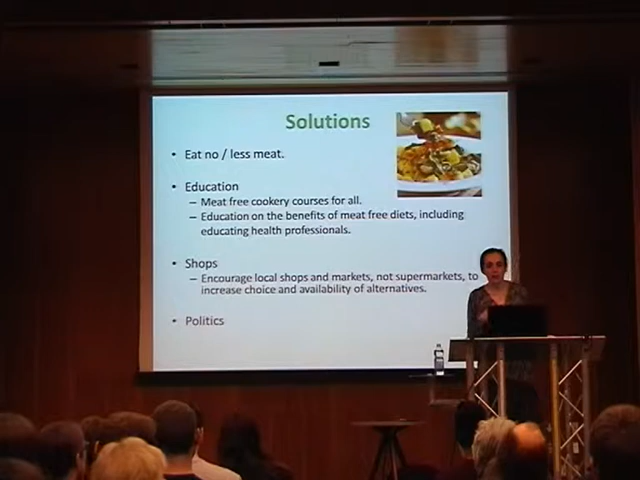 Solutions
• Eat no / less meat.
• Education
– Meat free cookery courses for all.
– Education on the benefits of meat free diets, including
educating health professionals.
• Shops
– Encourage local shops and markets, not supermarkets, to
increase choice and availability of alternatives.
• Politics